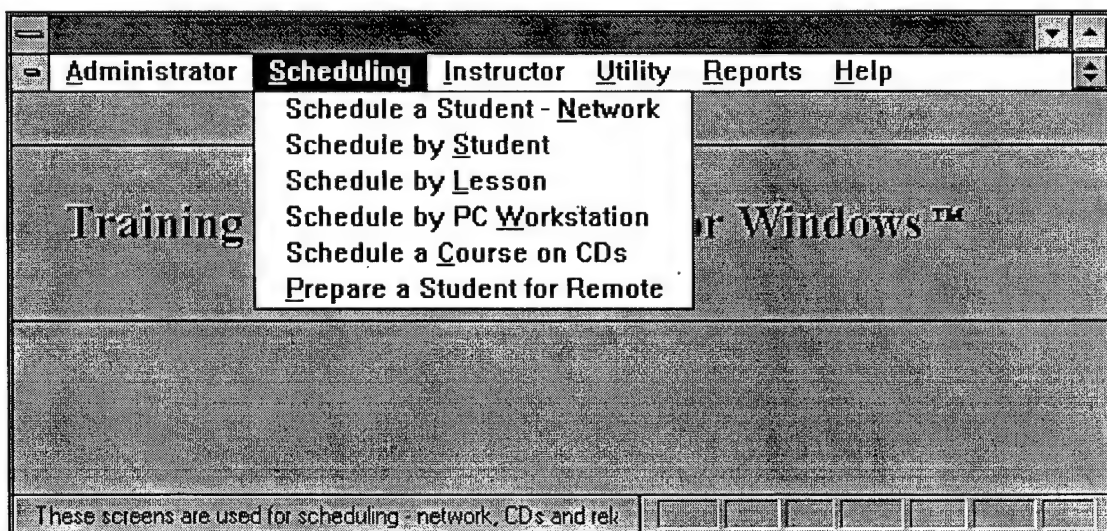 Administrator Scheduling Instructor Utility Reports Help
Schedule a Student - Network
Schedule by Student
Schedule by Lesson
Schedule by PC Workstation
Schedule a Course on CDs
Prepare a Student for Remote
Training r Windows™
These screens are used for scheduling - network, CDs and rek